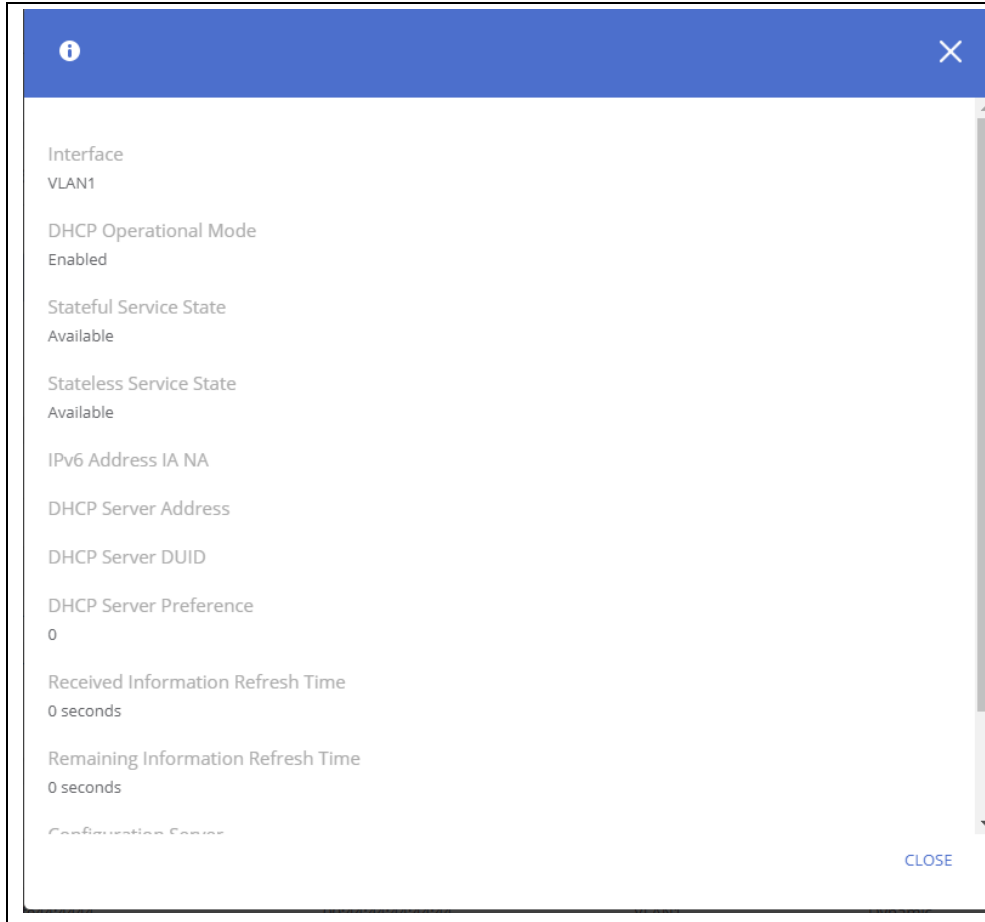 Interface
VLAN1
DHCP Operational Mode
Enabled
Stateful Service State
Available
Stateless Service State
Available
IPv6 Address IA NA
DHCP Server Address
DHCP Server DUID
DHCP Server Preference
0
Received Information Refresh Time
0 seconds
Remaining Information Refresh Time
0 seconds
Configuration Server
CLOSE